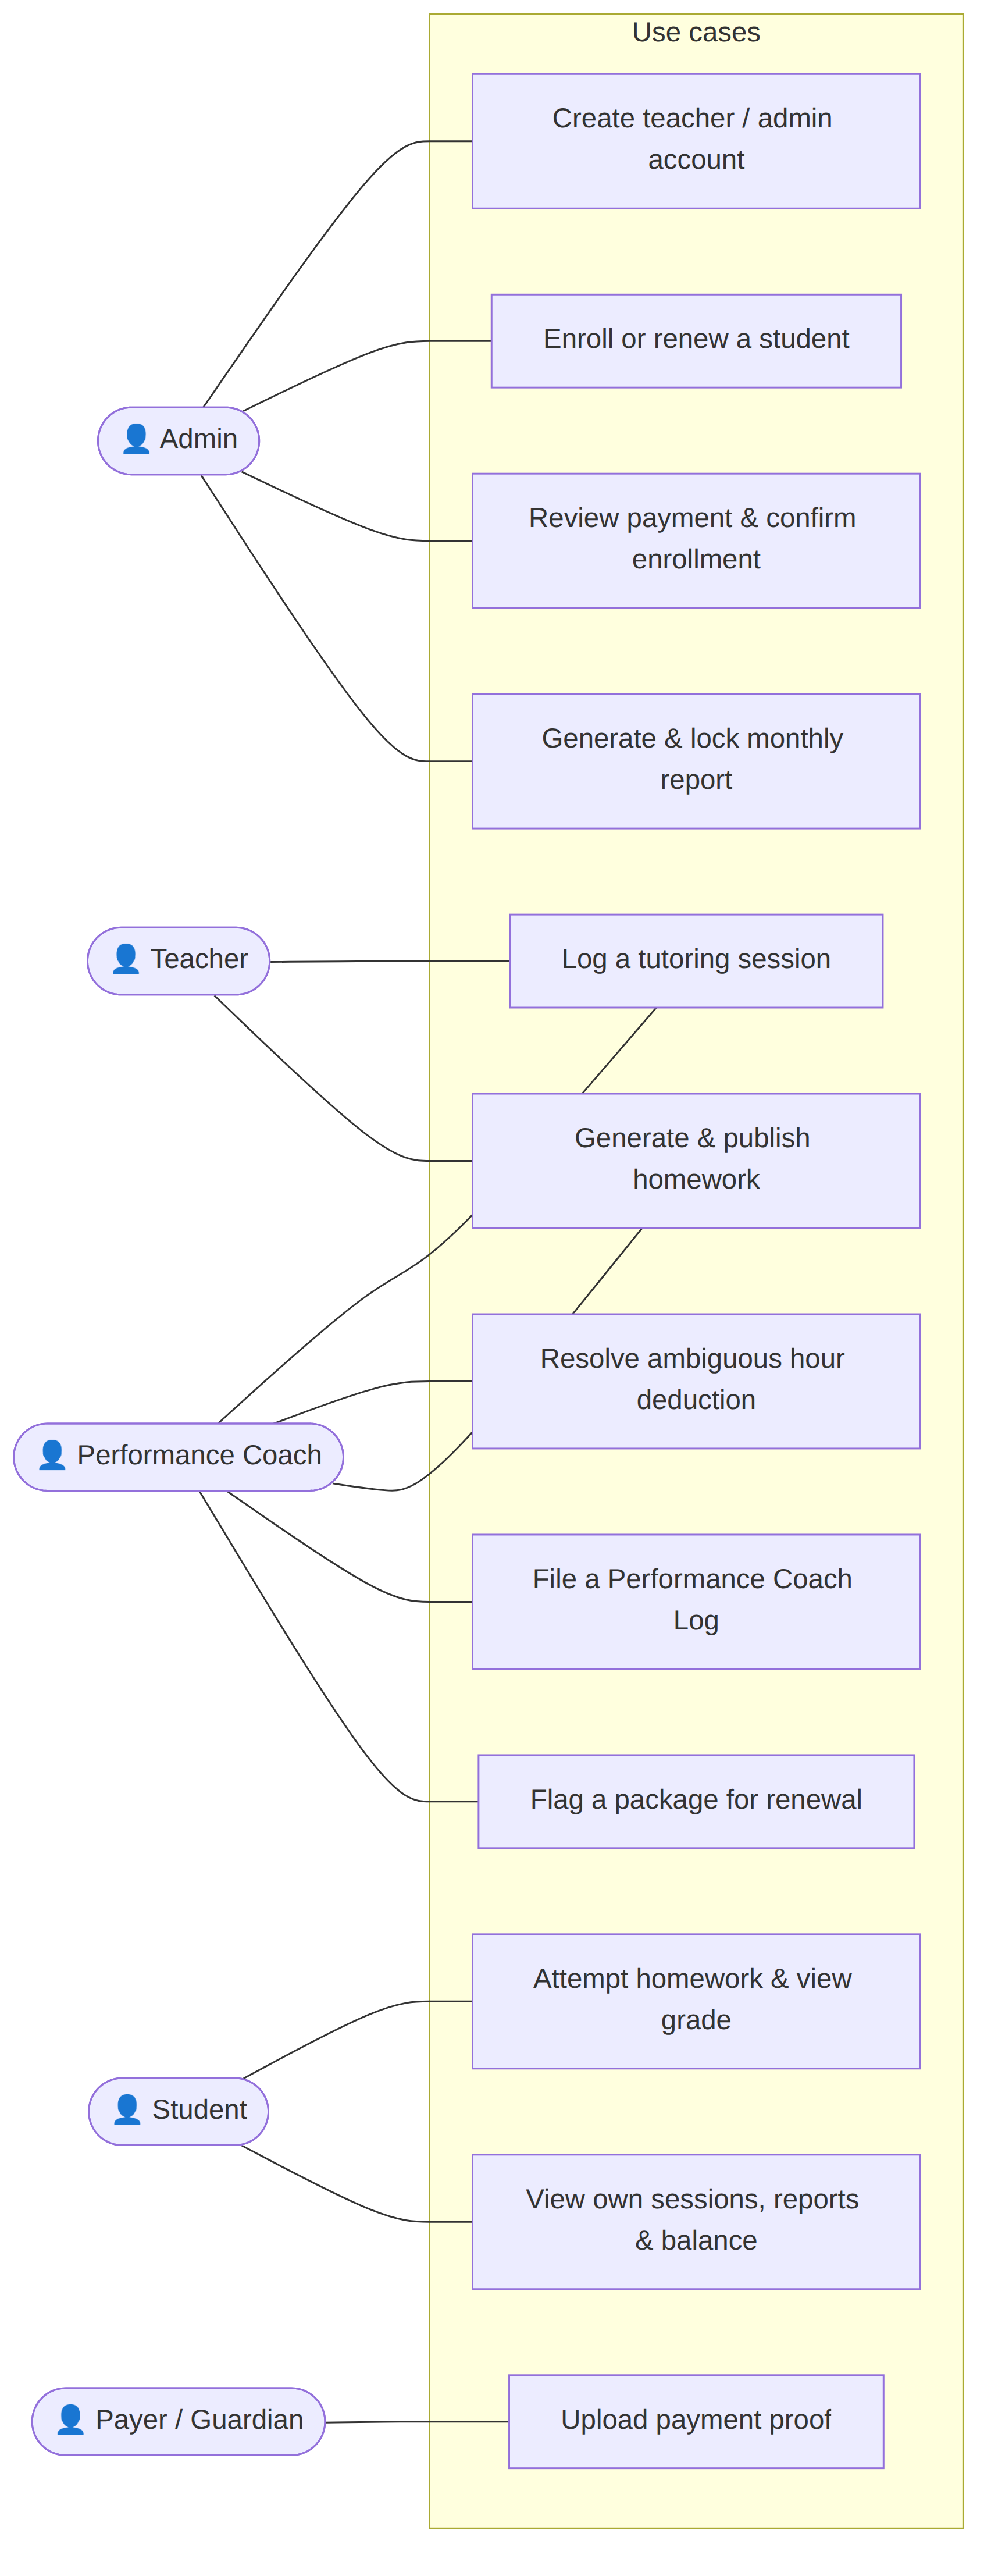 Use cases
Create teacher / admin
account
Enroll or renew a student
👤 Admin
Review payment & confirm
enrollment
Generate & lock monthly
report
👤 Teacher
Log a tutoring session
Generate & publish
homework
Resolve ambiguous hour
deduction
👤 Performance Coach
File a Performance Coach
Log
Flag a package for renewal
Attempt homework & view
grade
👤 Student
View own sessions, reports
& balance
👤 Payer / Guardian
Upload payment proof